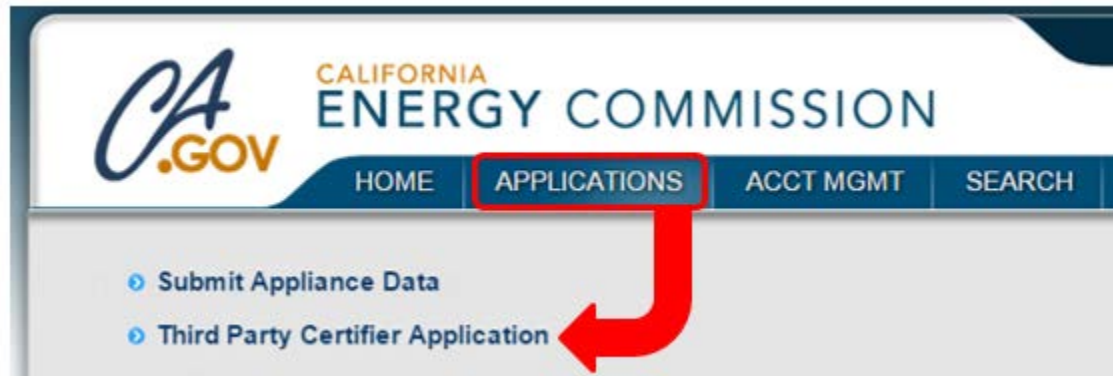 CA
.GOV
CALIFORNIA
ENERGY COMMISSION
HOME APPLICATIONS ACCT MGMT SEARCH
Submit Appliance Data
Third Party Certifier Application